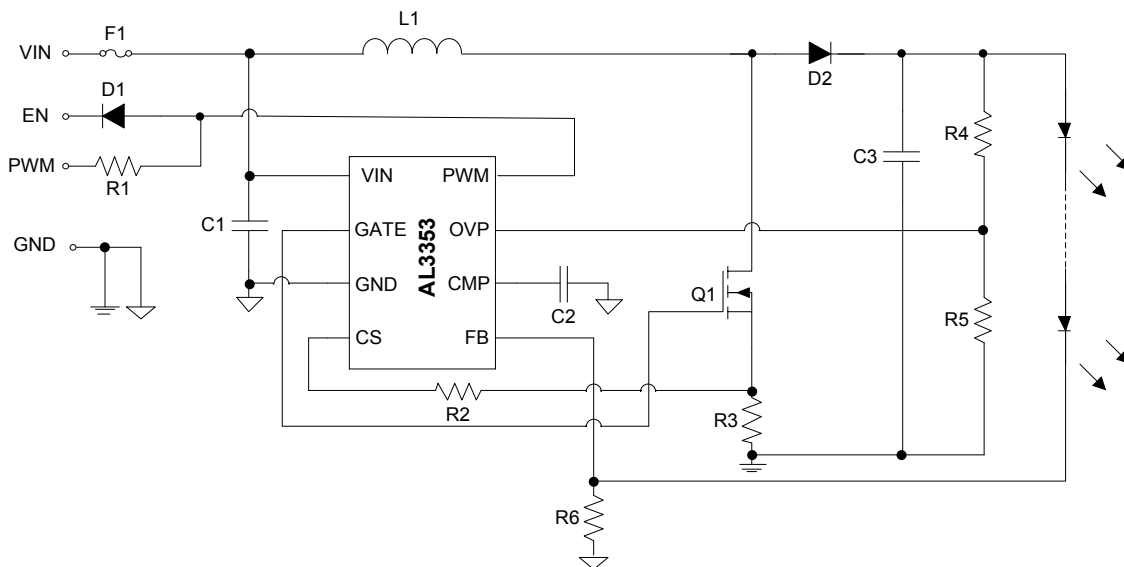 L1
F1
VIN
D2
D1
EN
R4
C3
PWM
R1
VIN
PWM
C1
GATE
OVP
GND
AL3353
GND
CMP
Q1
C2
R5
CS
FB
R2
R3
R6